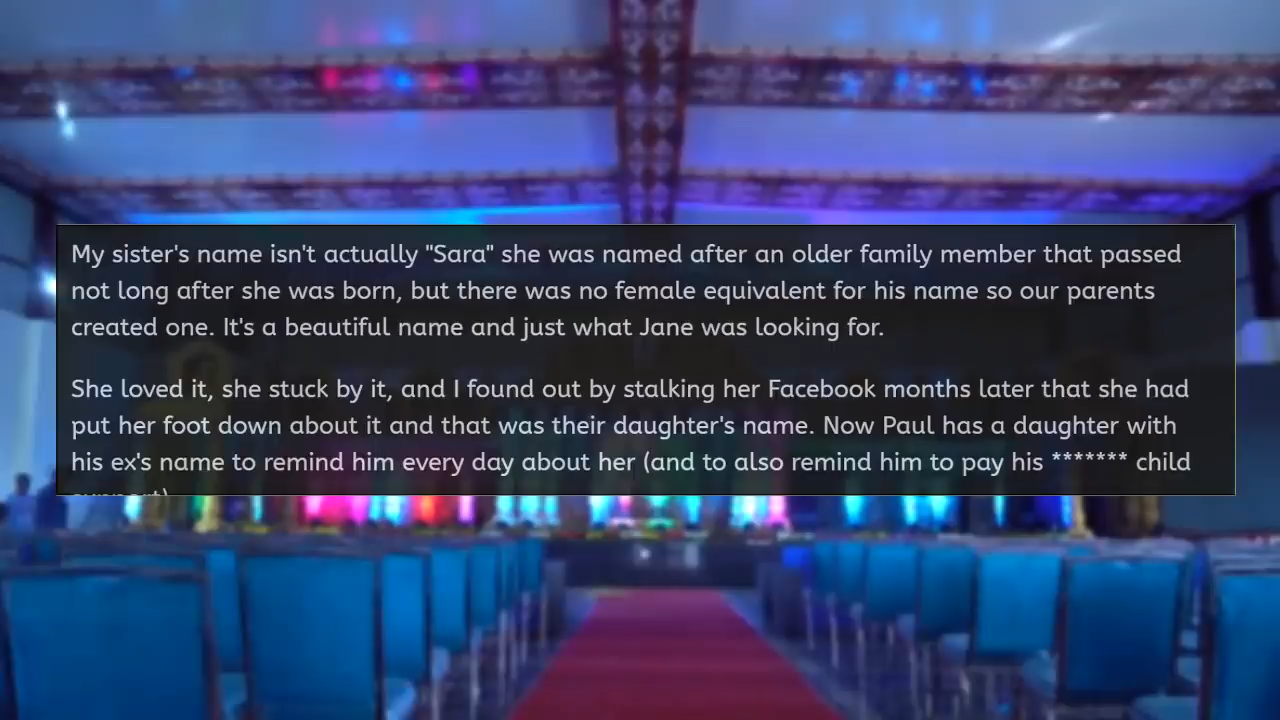 My sister's name isn't actually "Sara" she was named after an older family member that passed
not long after she was born, but there was no female equivalent for his name so our parents
created one. It's a beautiful name and just what Jane was looking for.
She loved it, she stuck by it, and I found out by stalking her Facebook months later that she had
put her foot down about it and that was their daughter's name. Now Paul has a daughter with
his ex's name to remind him every day about her (and to also remind him to pay his ******* child
support)